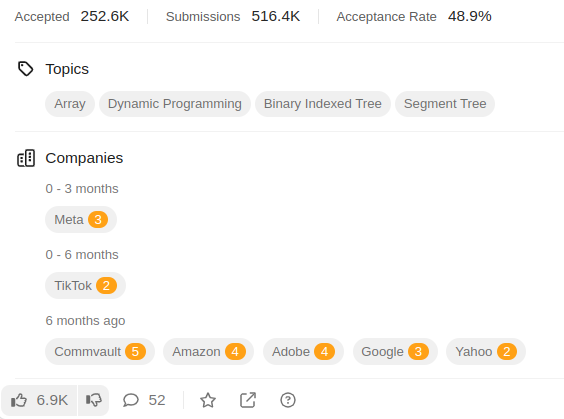 Accepted 252.6K Submissions 516.4K Acceptance Rate 48.9%
Topics
Array Dynamic Programming Binary Indexed Tree Segment Tree
Companies
0 - 3 months
Meta 3
0 - 6 months
TikTok 2
6 months ago
Commvault 5 Amazon 4 Adobe 4 Google 3 Yahoo 2
6.9K 52